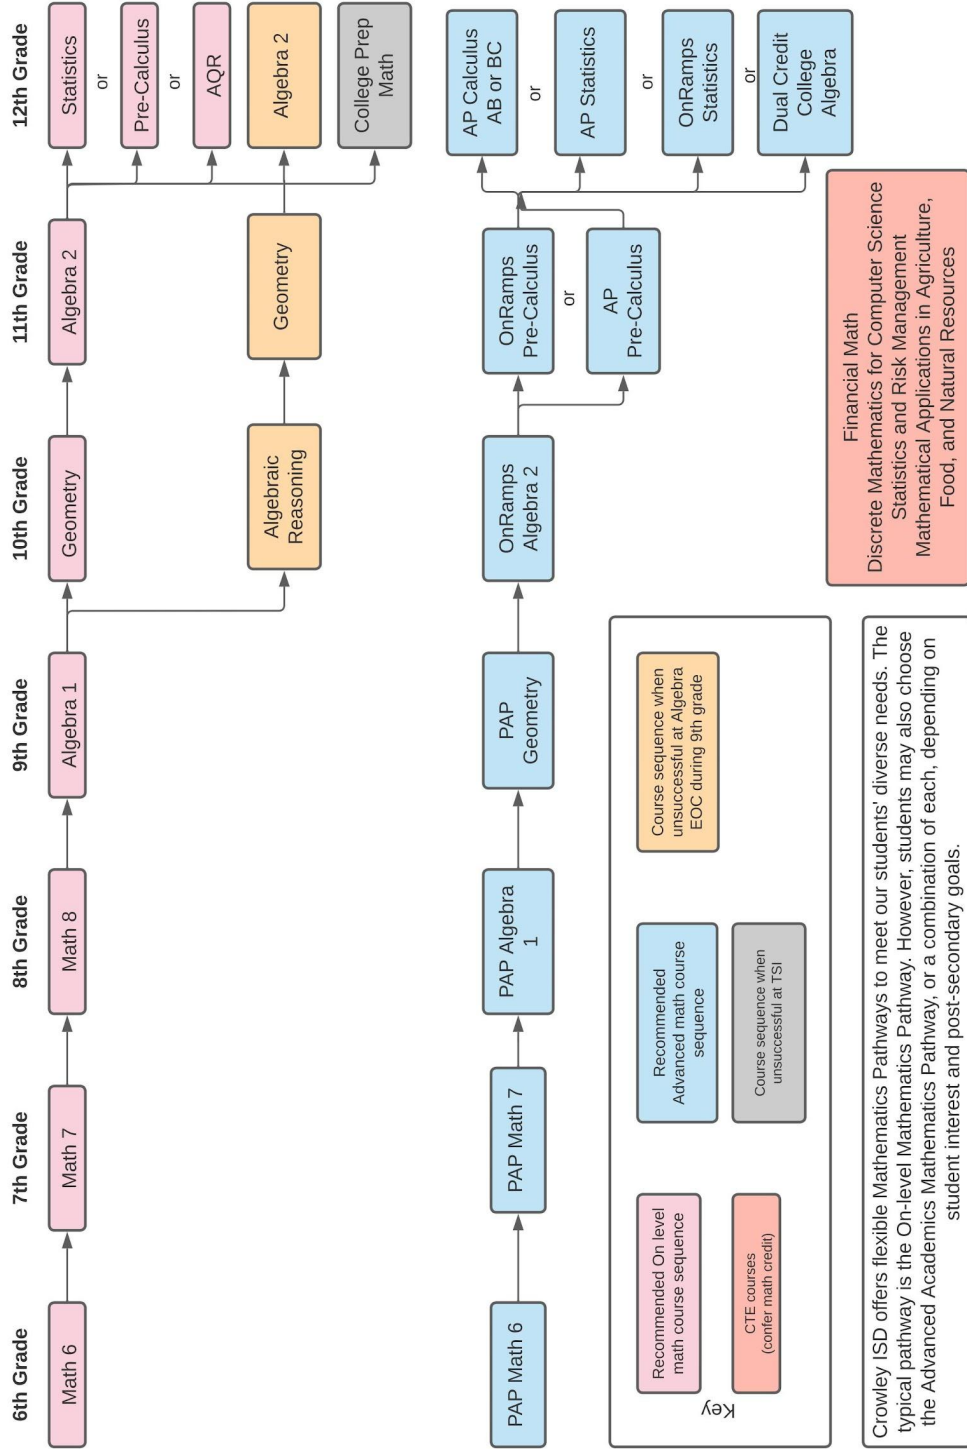 6th Grade
7th Grade
8th Grade
9th Grade
10th Grade
11th Grade
12th Grade
Math 6
Math 7
Math 8
Algebra 1
Geometry
Algebra 2
Statistics
or
Pre-Calculus
or
AQR
Algebraic
Reasoning
Geometry
Algebra 2
College Prep
Math
PAP Math 6
PAP Math 7
PAP Algebra
1
PAP
Geometry
OnRamps
Algebra 2
OnRamps
Pre-Calculus
or
AP
Pre-Calculus
AP Calculus
AB or BC
or
AP Statistics
or
OnRamps
Statistics
or
Dual Credit
College
Algebra
Key
Recommended On level
math course sequence
Recommended
Advanced math course
sequence
Course sequence when
unsuccessful at Algebra
EOC during 9th grade
CTE courses
(confer math credit)
Course sequence when
unsuccessful at TSI
Financial Math
Discrete Mathematics for Computer Science
Statistics and Risk Management
Mathematical Applications in Agriculture,
Food, and Natural Resources
Crowley ISD offers flexible Mathematics Pathways to meet our students' diverse needs. The
typical pathway is the On-level Mathematics Pathway. However, students may also choose
the Advanced Academics Mathematics Pathway, or a combination of each, depending on
student interest and post-secondary goals.